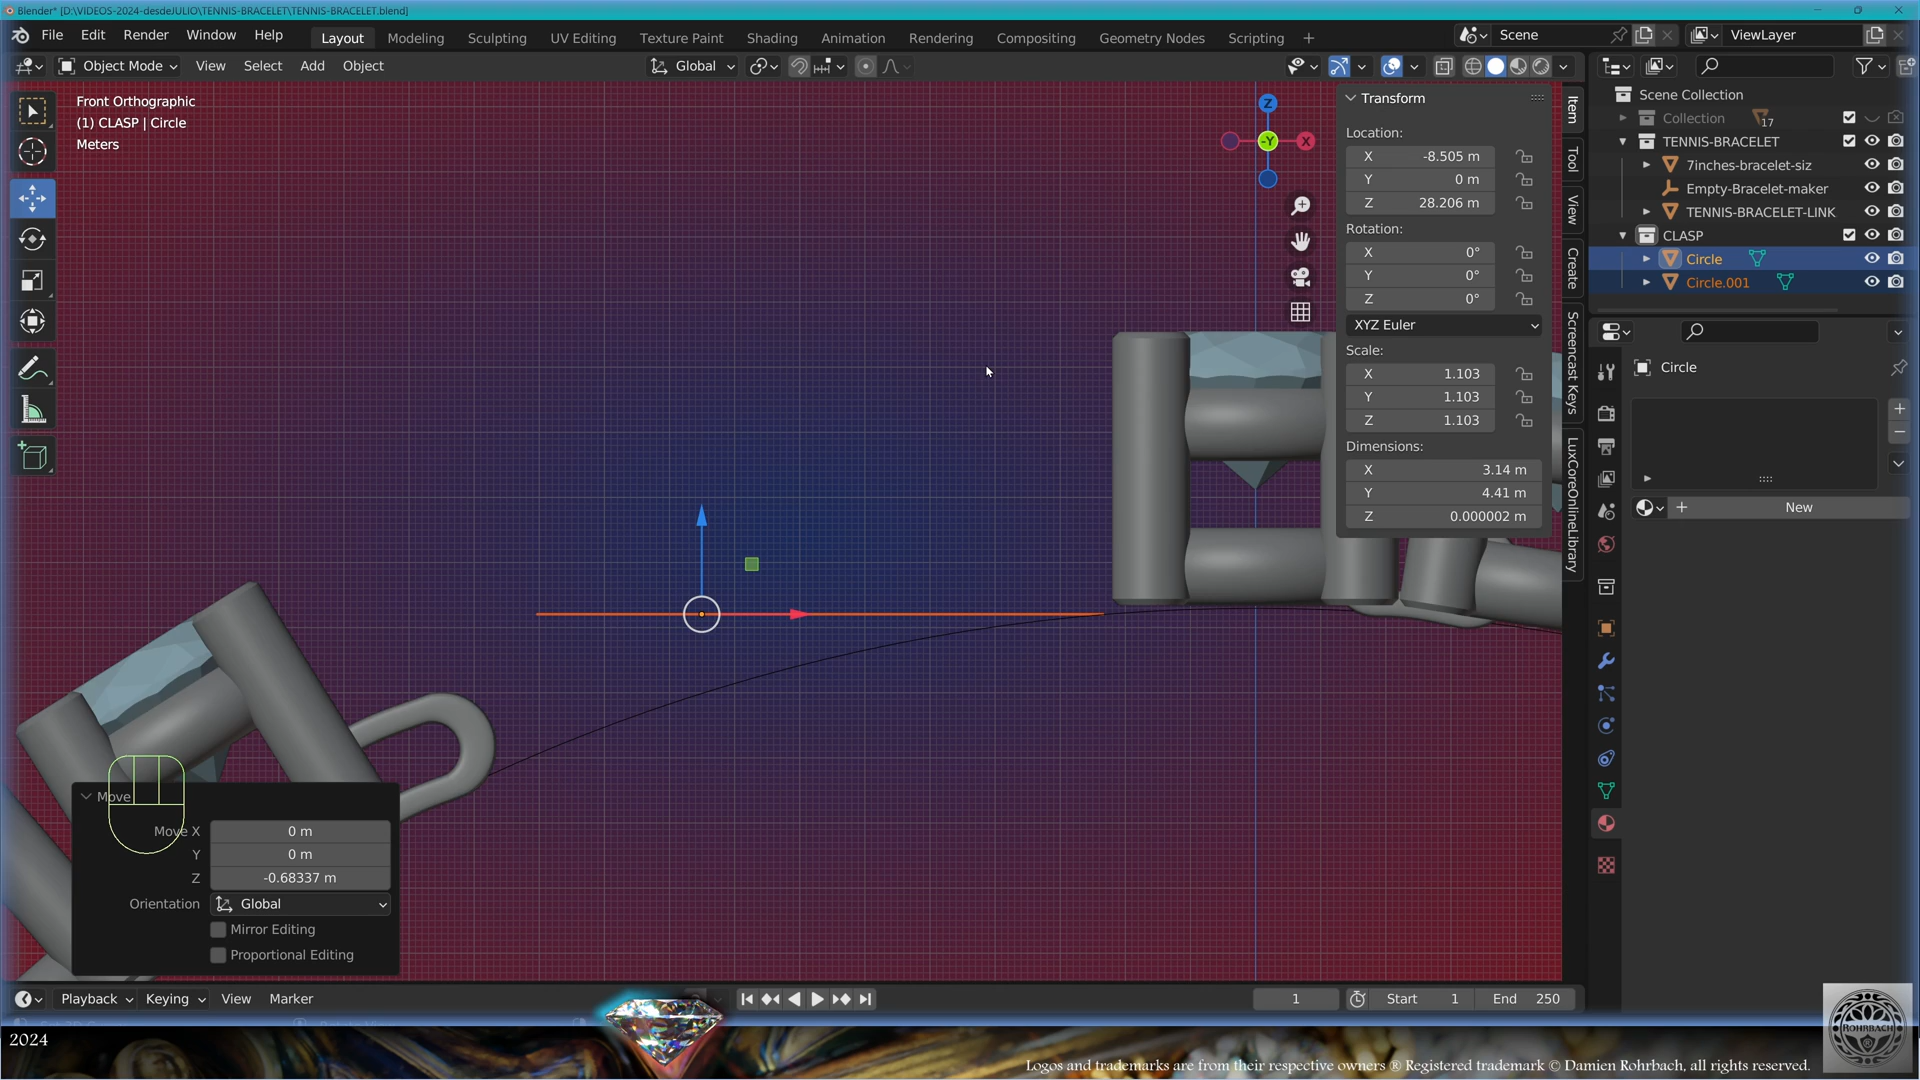 Blender* [D:\VIDEOS-2024-desdeJULIO\TENNIS-BRACELET\TENNIS-BRACELET.blend]
File Edit Render Window Help
Layout Modeling Sculpting UV Editing Texture Paint Shading Animation Rendering Compositing Geometry Nodes Scripting +
Scene
ViewLayer
Object Mode View Select Add Object
Global
Front Orthographic
(1) CLASP | Circle
Meters
Z
-Y
X
Transform
Location:
X -8.505 m
Y 0 m
Z 28.206 m
Rotation:
X 0°
Y 0°
Z 0°
XYZ Euler
Scale:
X 1.103
Y 1.103
Z 1.103
Dimensions:
X 3.14 m
Y 4.41 m
Z 0.000002 m
Item
Tool
View
Create
Screencast Keys
LuxCoreOnlineLibrary
Scene Collection
Collection 17
TENNIS-BRACELET
7inches-bracelet-siz
Empty-Bracelet-maker
TENNIS-BRACELET-LINK
CLASP
Circle
Circle.001
Circle
New
Move
Move X 0 m
Y 0 m
Z -0.68337 m
Orientation Global
Mirror Editing
Proportional Editing
Playback Keying View Marker
1
Start 1 End 250
2024
ROHRBACH
Logos and trademarks are from their respective owners ® Registered trademark © Damien Rohrbach, all rights reserved.